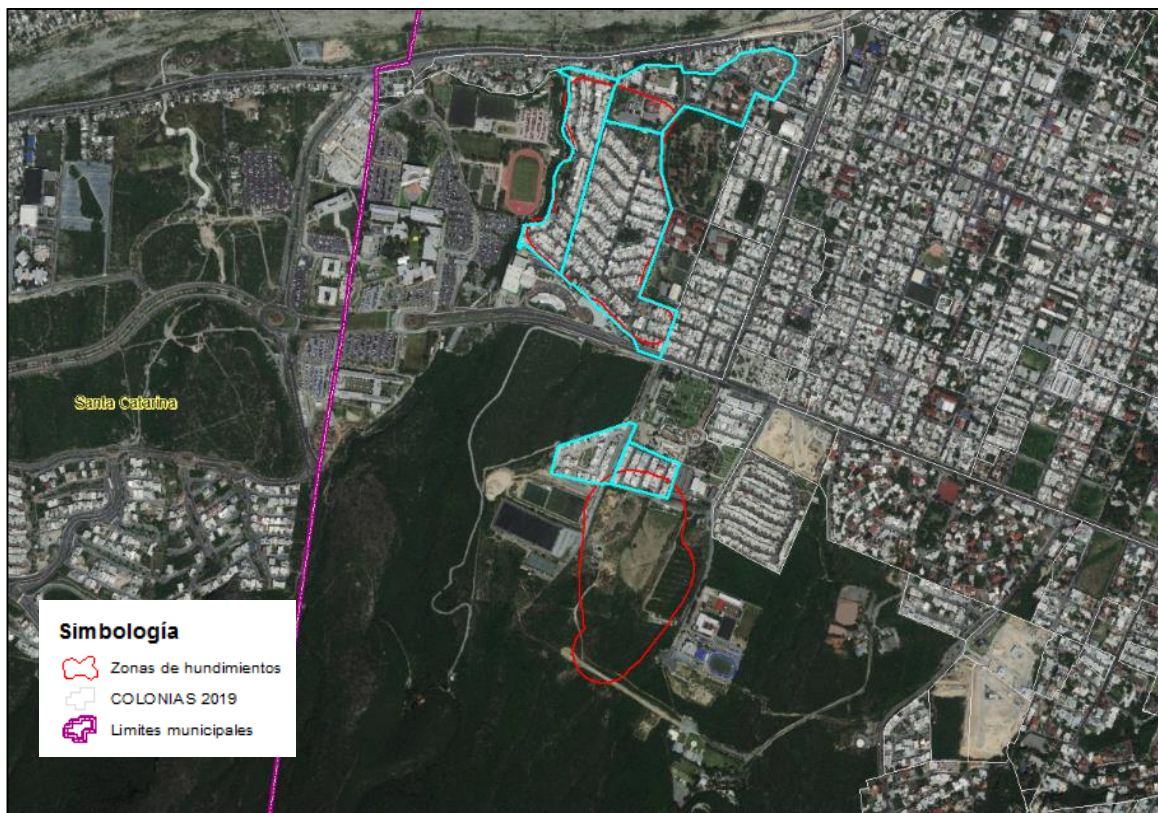 Santa Catarina
Simbología
Zonas de hundimientos
COLONIAS 2019
Limites municipales